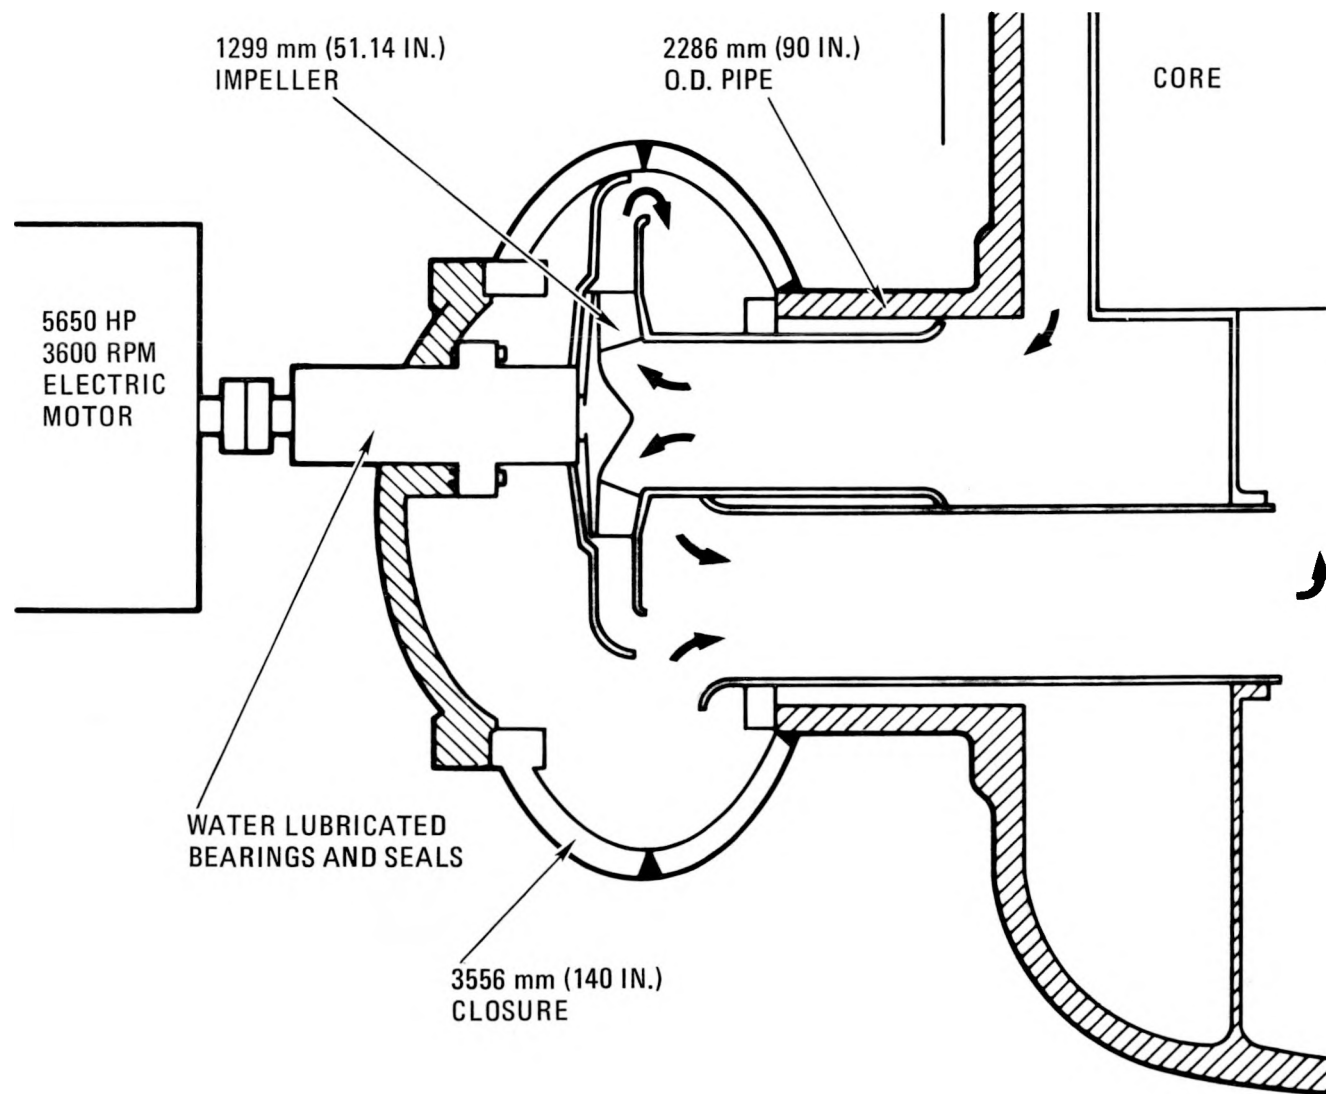 1299 mm (51.14 IN.)
IMPELLER
2286 mm (90 IN.)
O.D. PIPE
CORE
5650 HP
3600 RPM
ELECTRIC
MOTOR
WATER LUBRICATED
BEARINGS AND SEALS
3556 mm (140 IN.)
CLOSURE